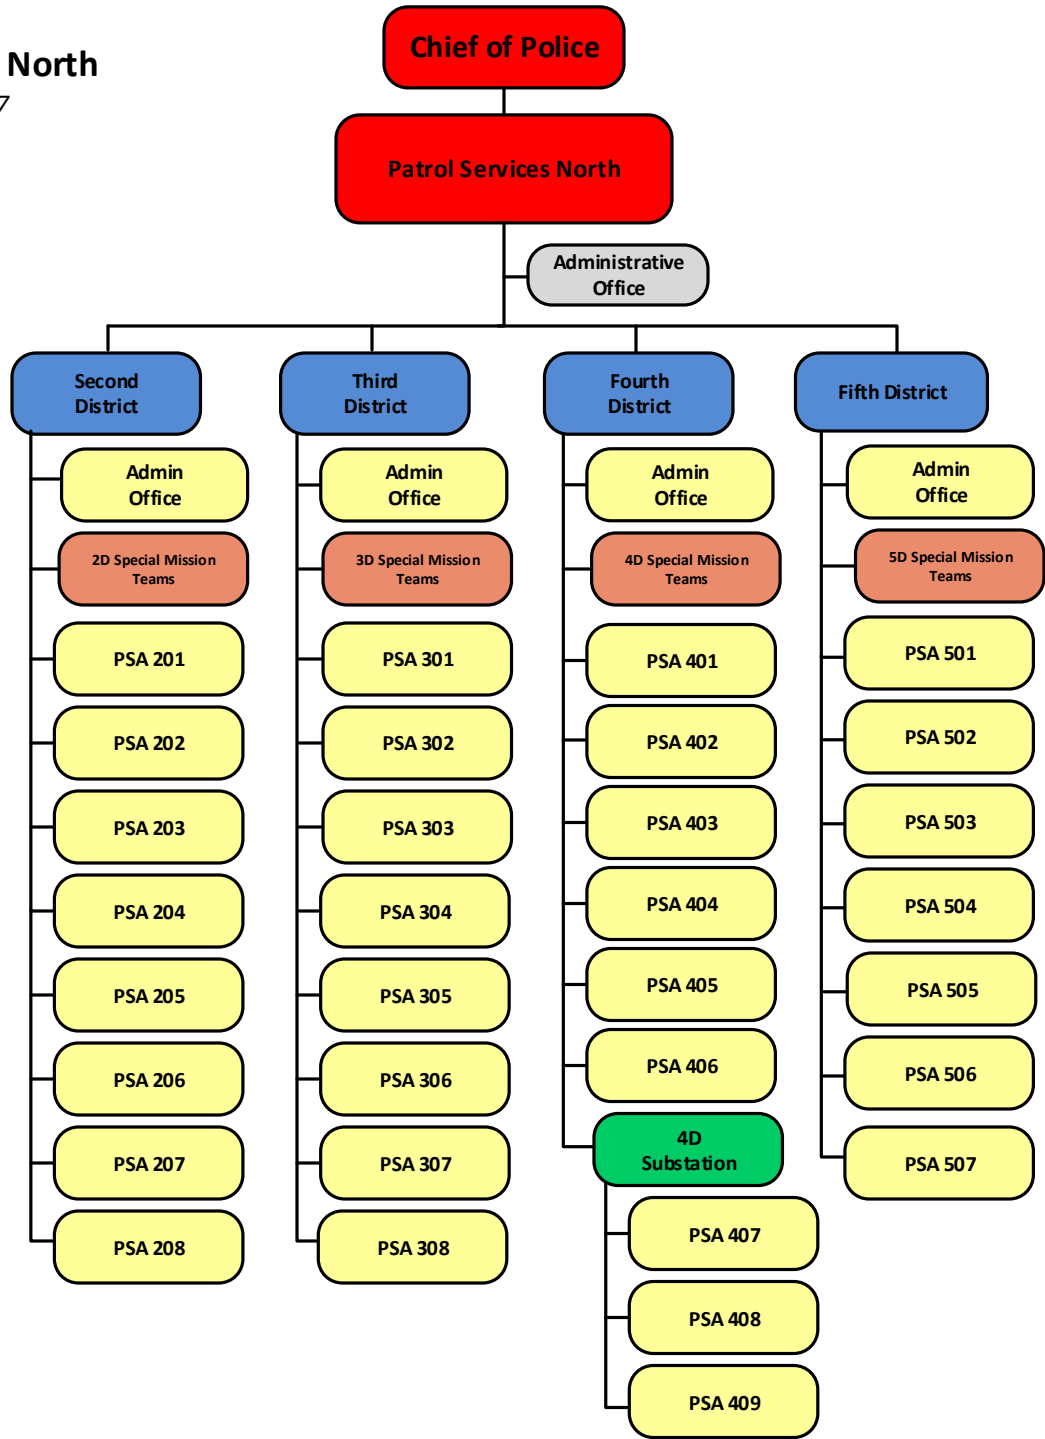 North
7
Chief of Police
Patrol Services North
Administrative
Office
Second
District
Admin
Office
2D Special Mission
Teams
PSA 201
PSA 202
PSA 203
PSA 204
PSA 205
PSA 206
PSA 207
PSA 208
Third
District
Admin
Office
3D Special Mission
Teams
PSA 301
PSA 302
PSA 303
PSA 304
PSA 305
PSA 306
PSA 307
PSA 308
Fourth
District
Admin
Office
4D Special Mission
Teams
PSA 401
PSA 402
PSA 403
PSA 404
PSA 405
PSA 406
4D
Substation
PSA 407
PSA 408
PSA 409
Fifth District
Admin
Office
5D Special Mission
Teams
PSA 501
PSA 502
PSA 503
PSA 504
PSA 505
PSA 506
PSA 507